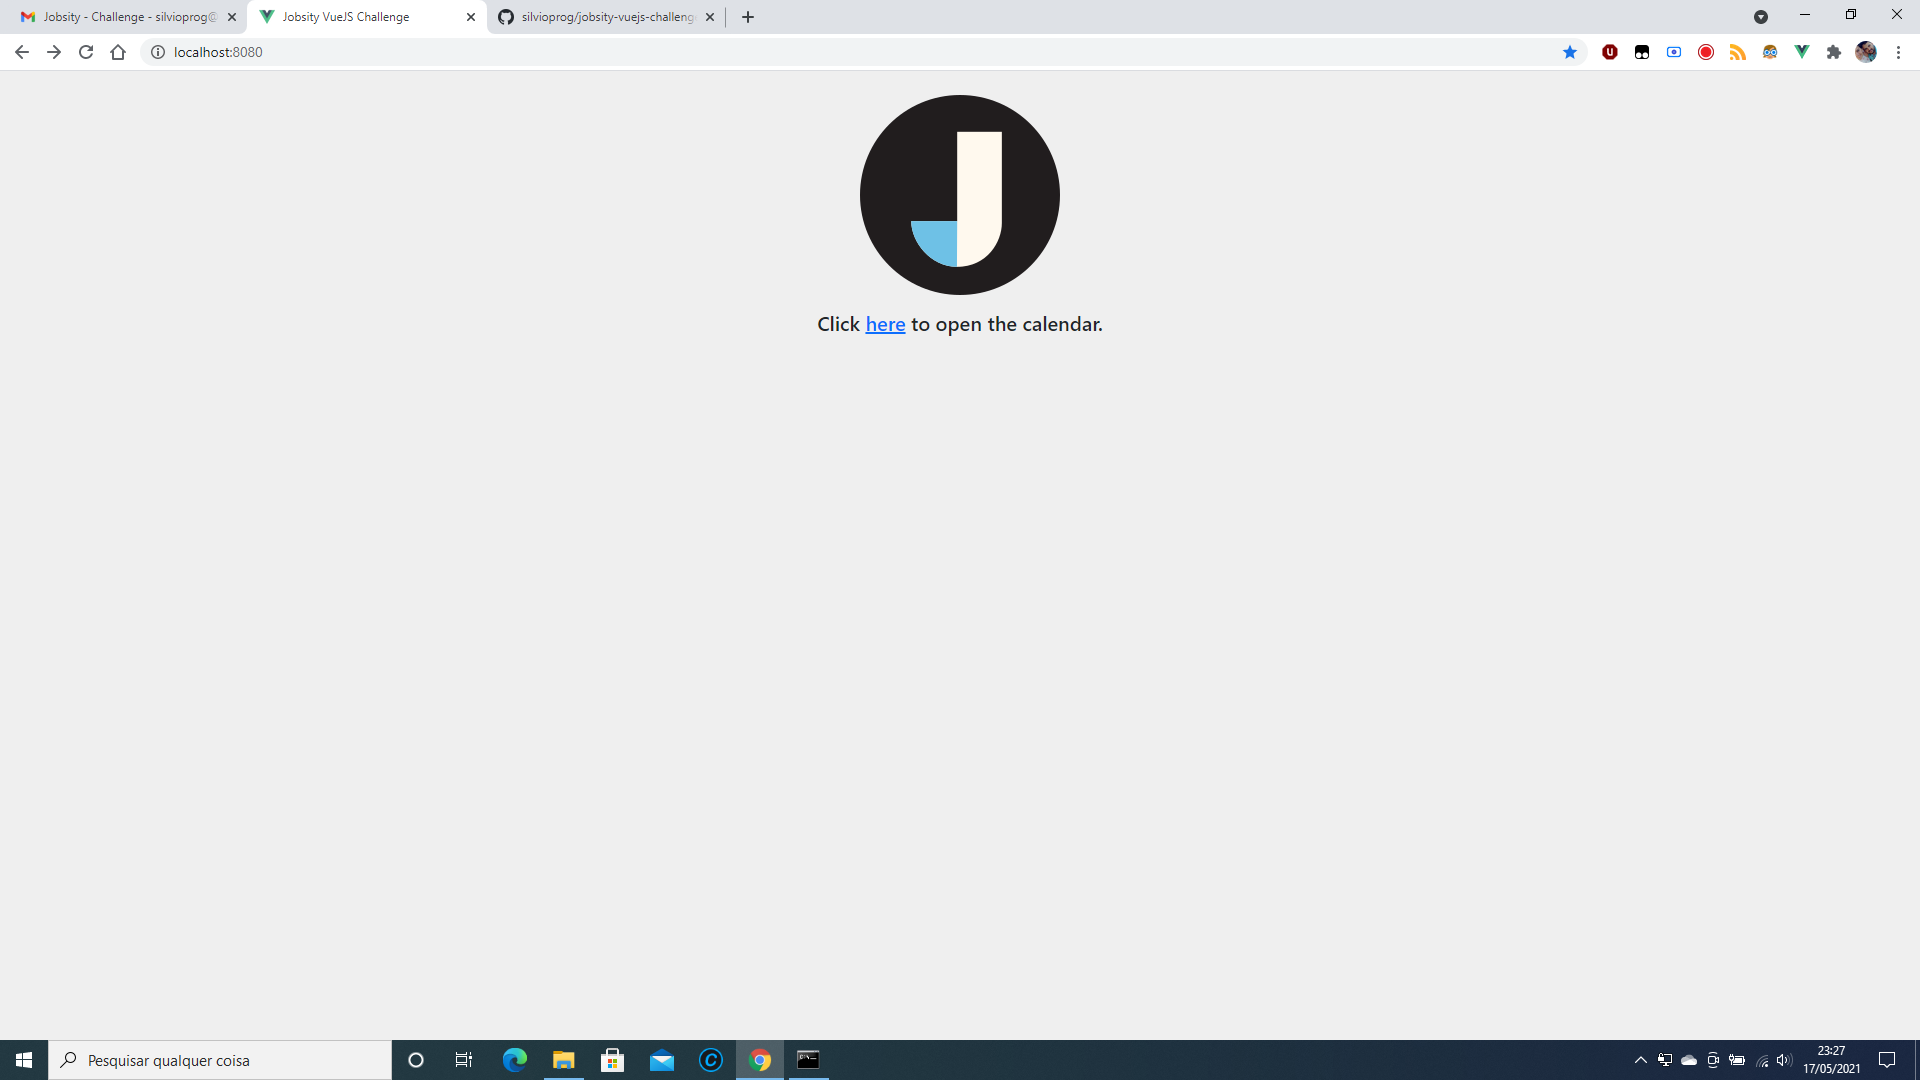 Jobsity - Challenge - silvioprog@
Jobsity VueJS Challenge
silvioprog/jobsity-vuejs-challeng
localhost:8080
J
Click here to open the calendar.
Pesquisar qualquer coisa
23:27
17/05/2021